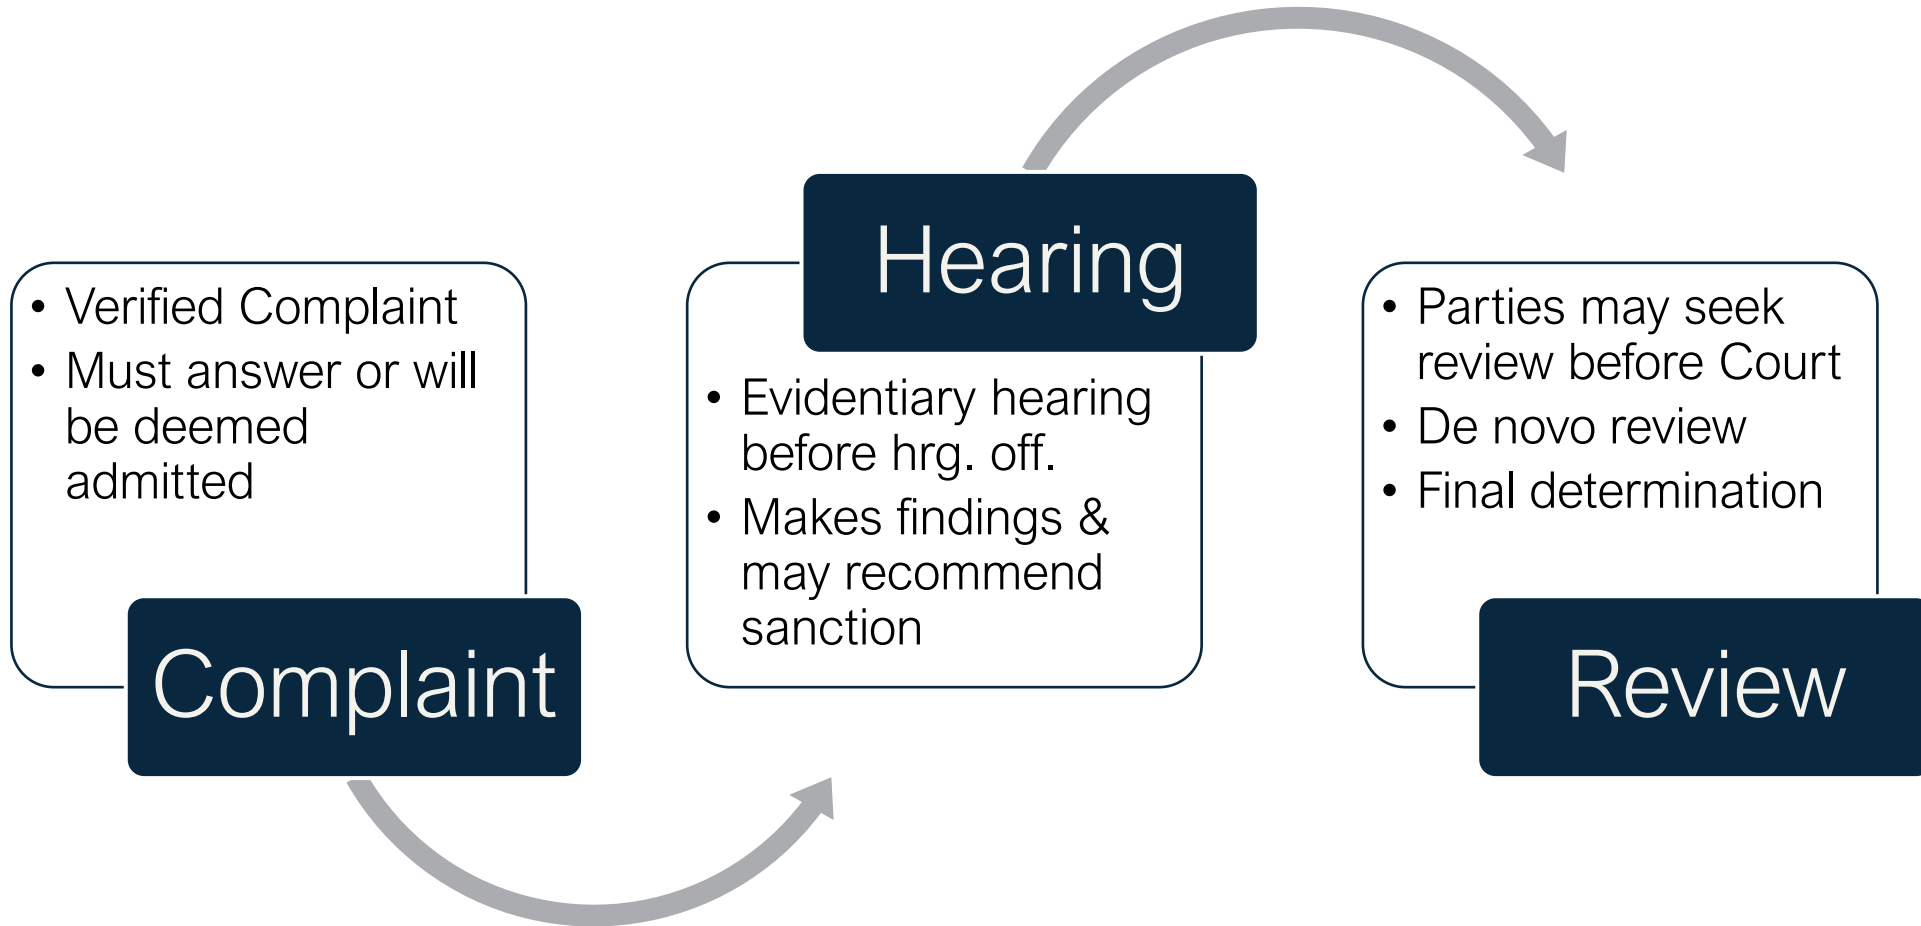 • Verified Complaint
• Must answer or will
be deemed
admitted
Complaint
Hearing
• Evidentiary hearing
before hrg. off.
• Makes findings &
may recommend
sanction
• Parties may seek
review before Court
• De novo review
• Final determination
Review